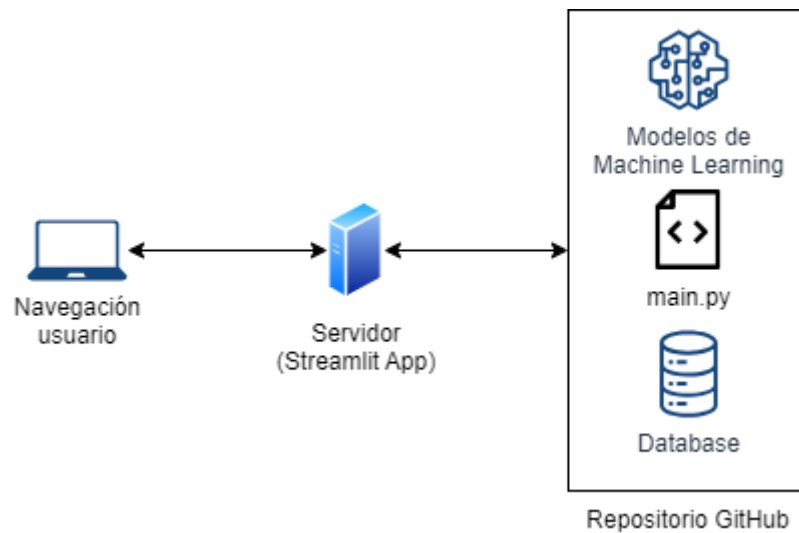 Modelos de
Machine Learning
main.py
Database
Repositorio GitHub
Navegación
usuario
Servidor
(Streamlit App)